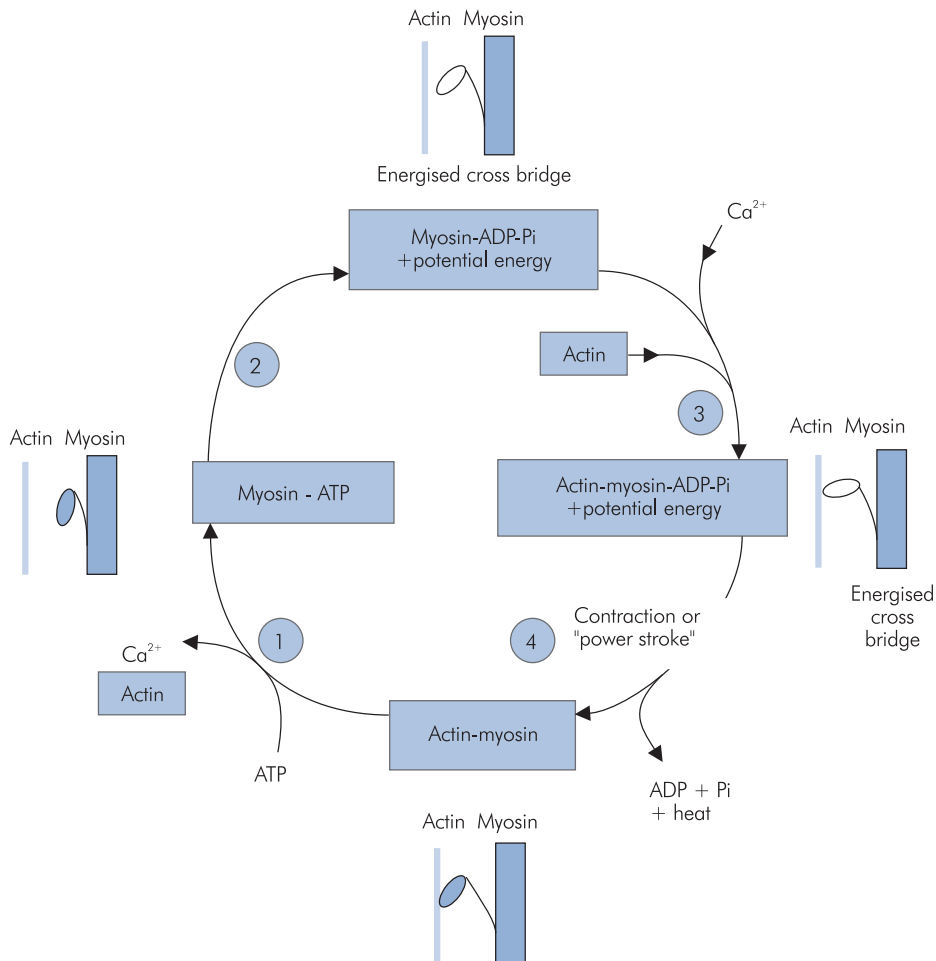 Actin Myosin
Energised cross bridge
Myosin-ADP-Pi
+potential energy
Ca²⁺
Actin
2
3
Actin Myosin
Myosin - ATP
Actin-myosin-ADP-Pi
+potential energy
Actin Myosin
Energised
cross
bridge
Contraction or
"power stroke"
4
1
Ca²⁺
Actin
ATP
Actin-myosin
ADP + Pi
+ heat
Actin Myosin